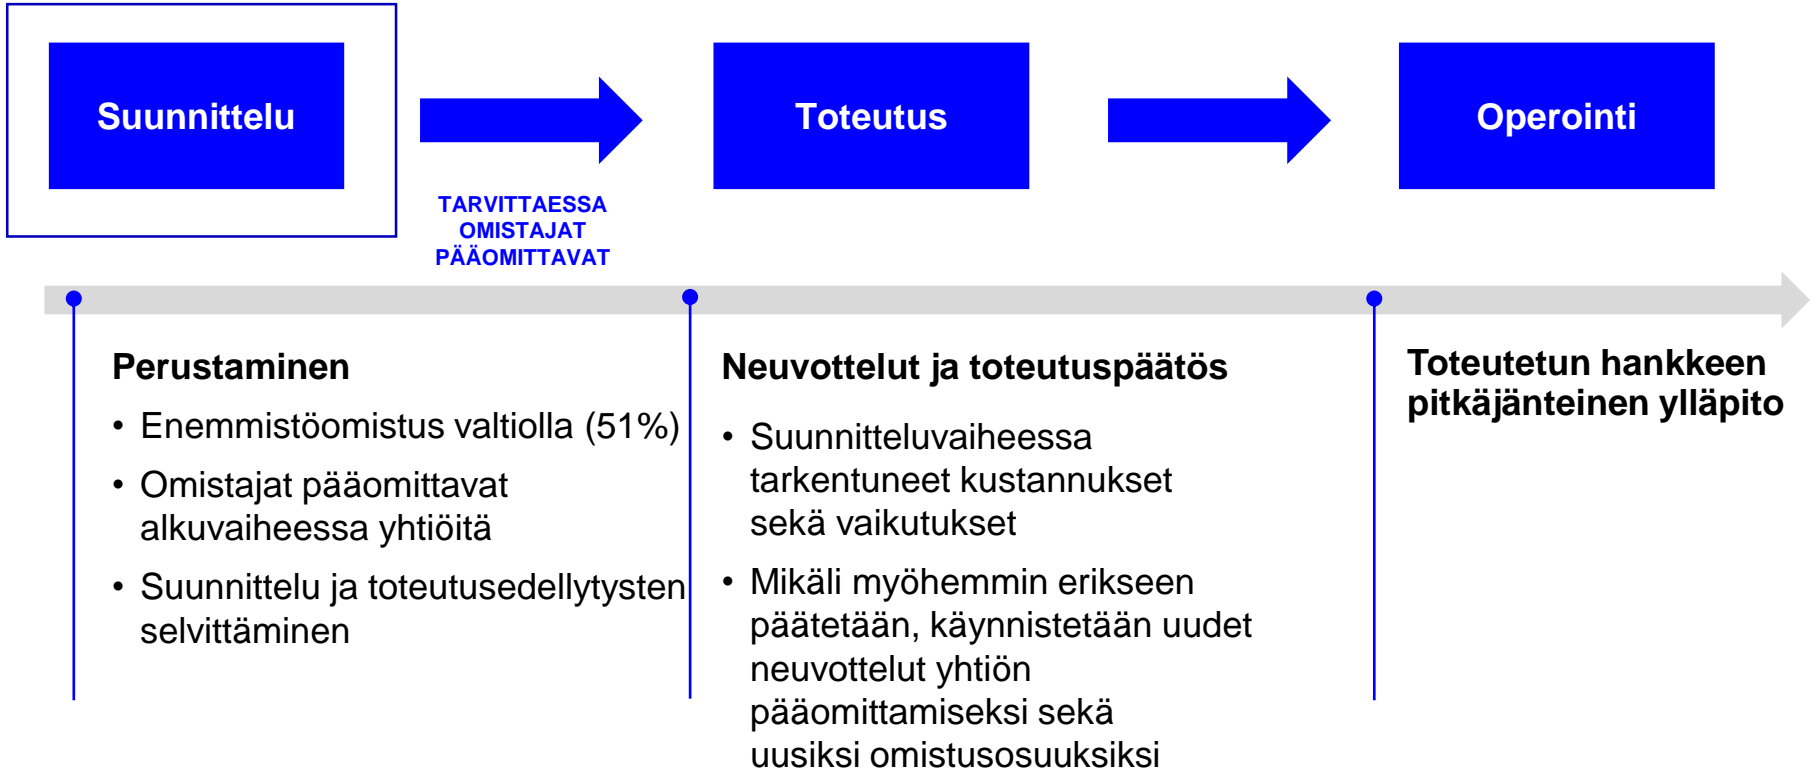 Suunnittelu
Toteutus
Operointi
TARVITTAESSA
OMISTAJAT
PÄÄOMITTAVAT
Perustaminen
• Enemmistöomistus valtiolla (51%)
• Omistajat pääomittavat
alkuvaiheessa yhtiöitä
• Suunnittelu ja toteutusedellytysten
selvittäminen
Neuvottelut ja toteutuspäätös
• Suunnitteluvaiheessa
tarkentuneet kustannukset
sekä vaikutukset
• Mikäli myöhemmin erikseen
päätetään, käynnistetään uudet
neuvottelut yhtiön
pääomittamiseksi sekä
uusiksi omistusosuuksiksi
Toteutetun hankkeen
pitkäjänteinen ylläpito